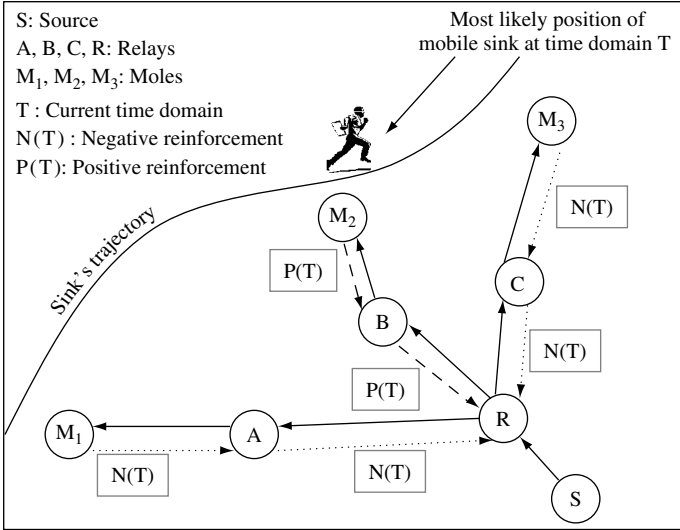 S: Source
A, B, C, R: Relays
M1, M2, M3: Moles
T : Current time domain
N(T) : Negative reinforcement
P(T): Positive reinforcement
Most likely position of
mobile sink at time domain T
Sink's trajectory
M3
N(T)
M2
P(T)
C
B
N(T)
P(T)
R
M1
A
N(T)
N(T)
S